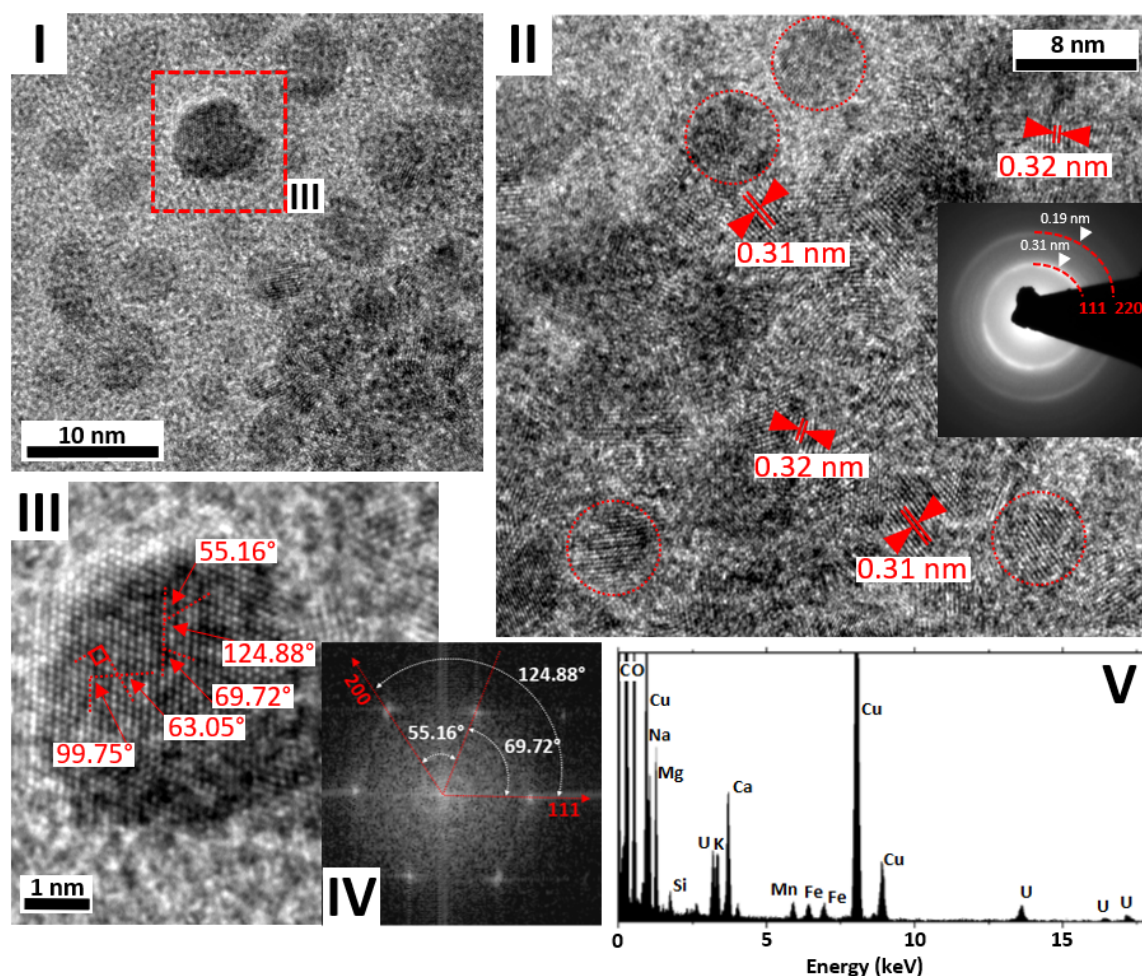 I
III
10 nm
II
8 nm
0.32 nm
0.31 nm
0.19 nm
0.31 nm
111 220
0.32 nm
0.31 nm
III
55.16°
124.88°
69.72°
63.05°
99.75°
1 nm
IV
200
124.88°
55.16°
69.72°
111
V
C O
Cu
Na
Mg
Si
U
K
Ca
Mn
Fe
Fe
Cu
Cu
U
U
U
0
5
10
15
Energy (keV)